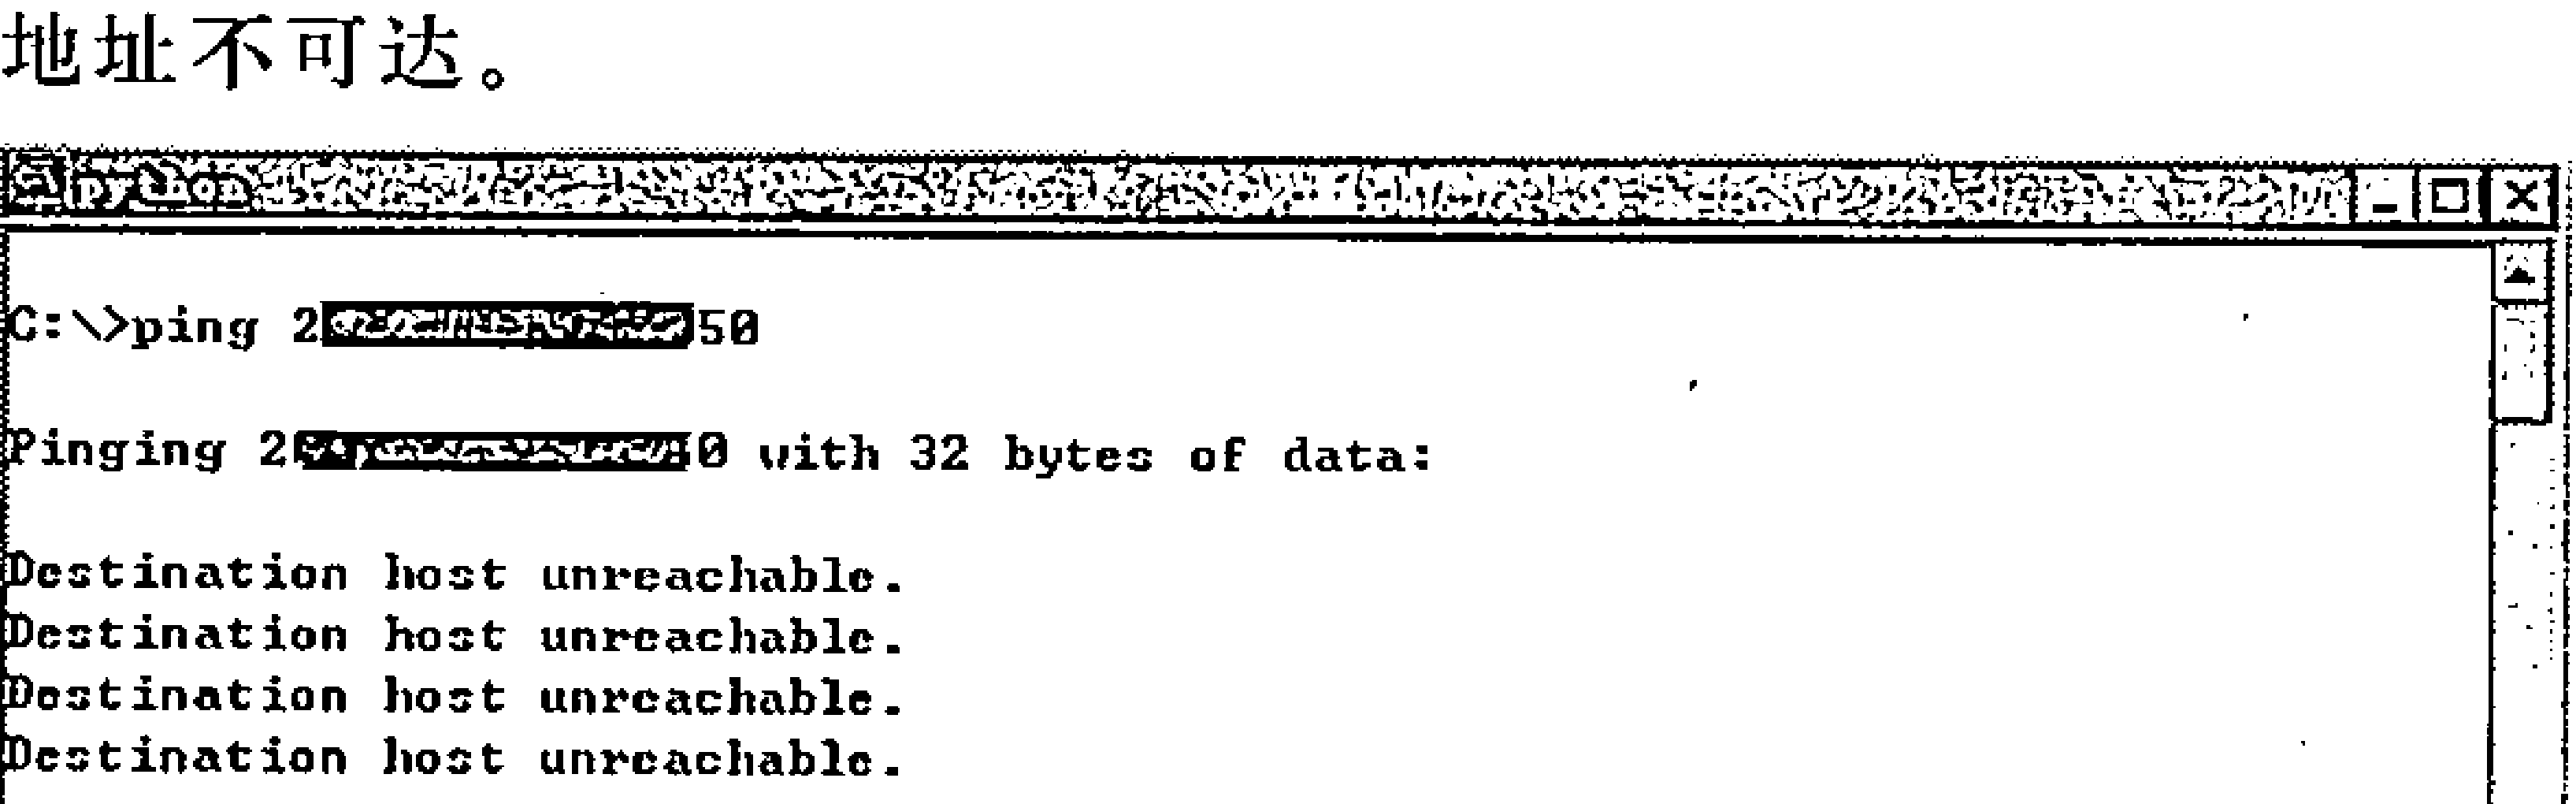 地址不可达。
python
C:\>ping 2 50
Pinging 2 0 with 32 bytes of data:
Destination host unreachable.
Destination host unreachable.
Destination host unreachable.
Destination host unreachable.